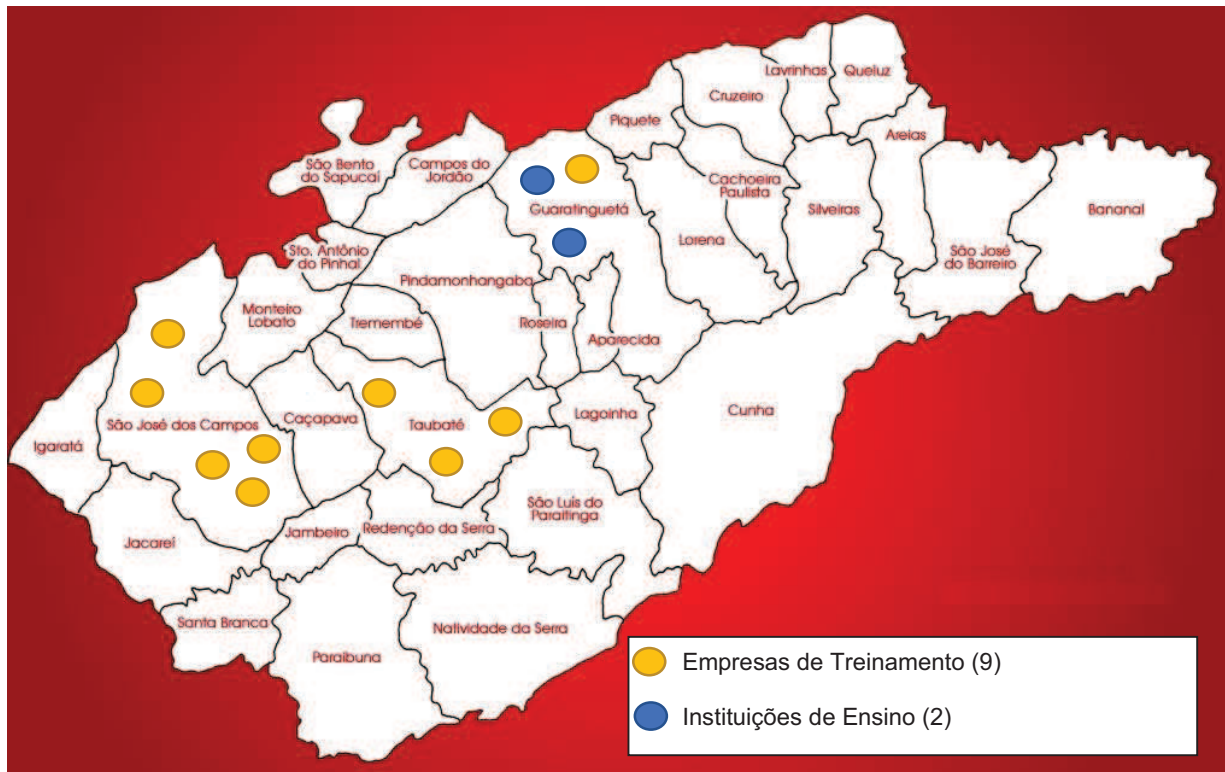 Lavrinhas
Queluz
Cruzeiro
Piquete
Areias
São Bento
do Sapucaí
Campos do
Jordão
Cachoeira
Paulista
Silveiras
Bananal
Guaratinguetá
Lorena
São José
do Barreiro
Sto. Antônio
do Pinhal
Pindamonhangaba
Monteiro
Lobato
Tremembé
Roseira
Aparecida
São José dos Campos
Caçapava
Taubaté
Lagoinha
Cunha
Igaratá
São Luís do
Paraitinga
Jacareí
Jambeiro
Redenção da Serra
Santa Branca
Natividade da Serra
Paraibuna
Empresas de Treinamento (9)
Instituições de Ensino (2)